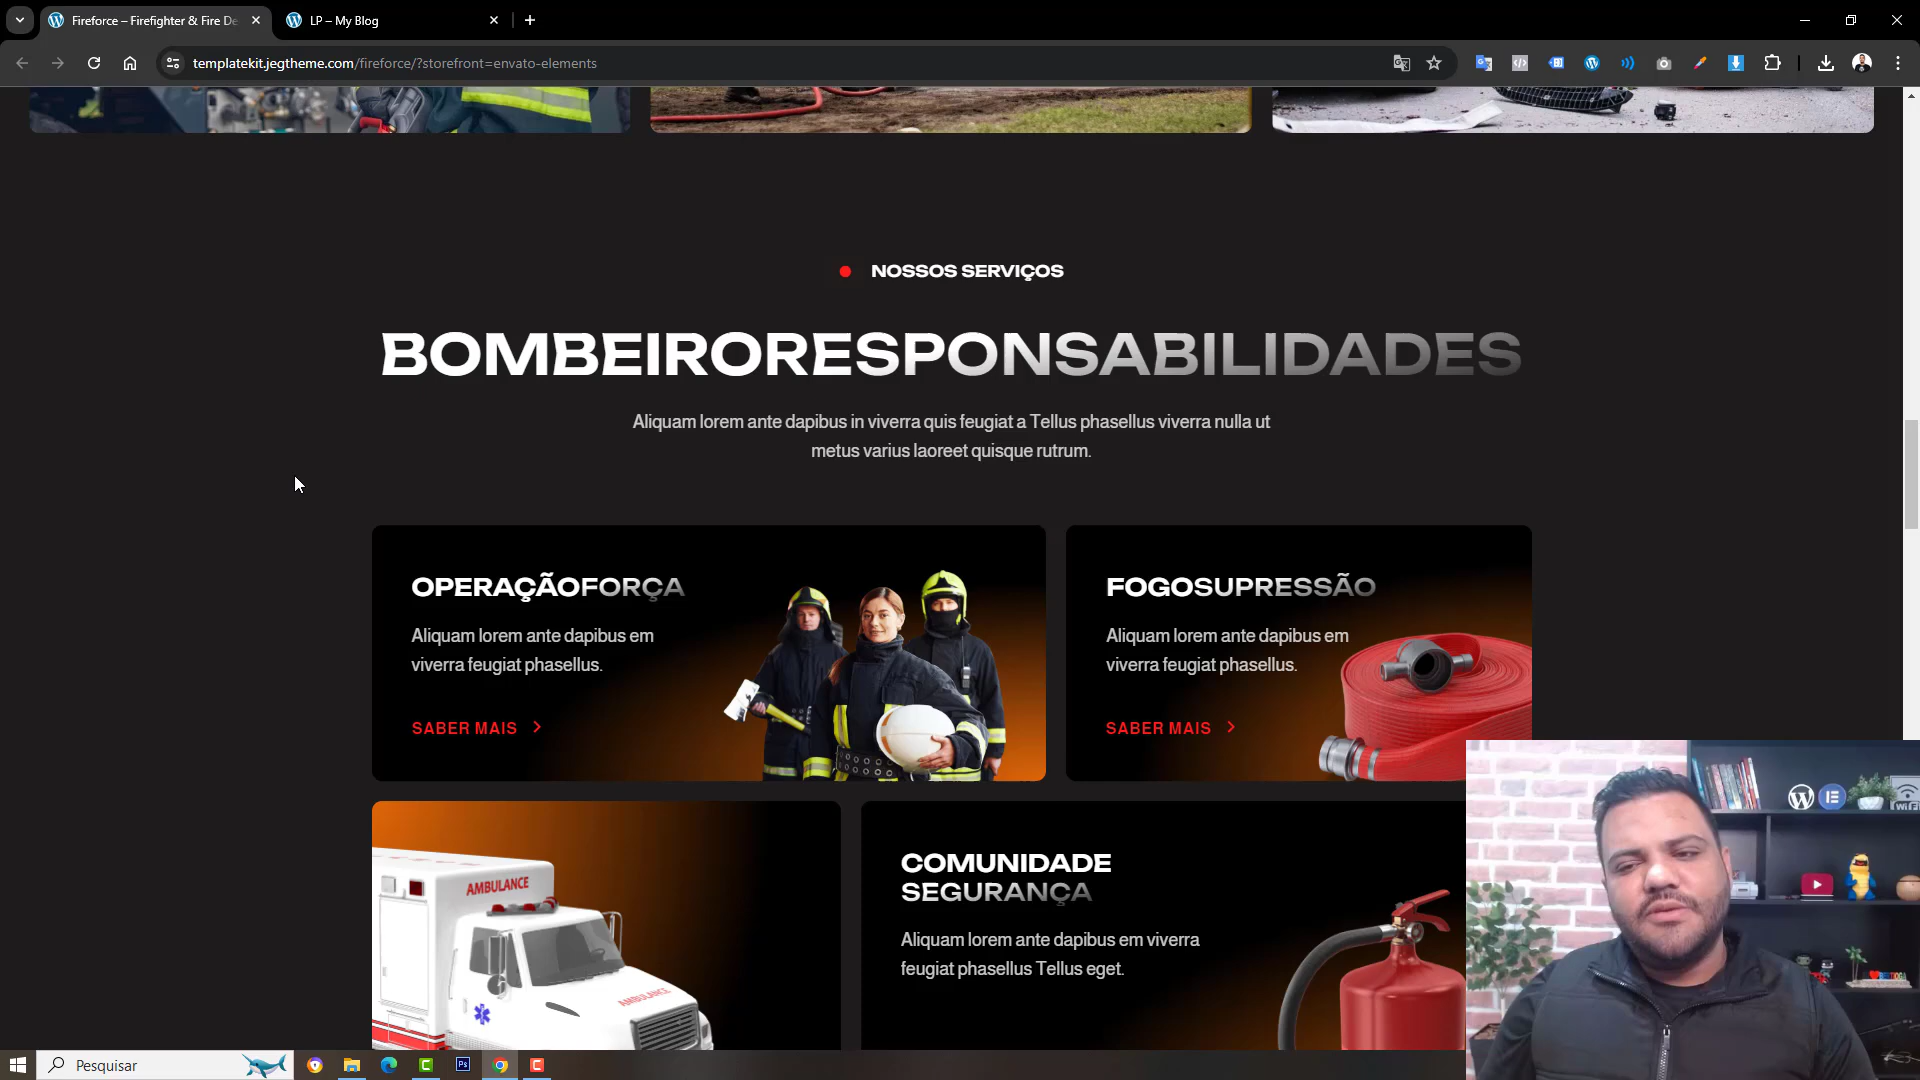 Fireforce – Firefighter & Fire De
LP – My Blog
templatekit.jegtheme.com/fireforce/?storefront=envato-elements
NOSSOS SERVIÇOS
BOMBEIRORESPONSABILIDADES
Aliquam lorem ante dapibus in viverra quis feugiat a Tellus phasellus viverra nulla ut
metus varius laoreet quisque rutrum.
OPERAÇÃOFORÇA
Aliquam lorem ante dapibus em
viverra feugiat phasellus.
SABER MAIS
FOGOSUPRESSÃO
Aliquam lorem ante dapibus em
viverra feugiat phasellus.
SABER MAIS
AMBULANCE
AMBULANCE
COMUNIDADE
SEGURANÇA
Aliquam lorem ante dapibus em viverra
feugiat phasellus Tellus eget.
WiFi
Pesquisar